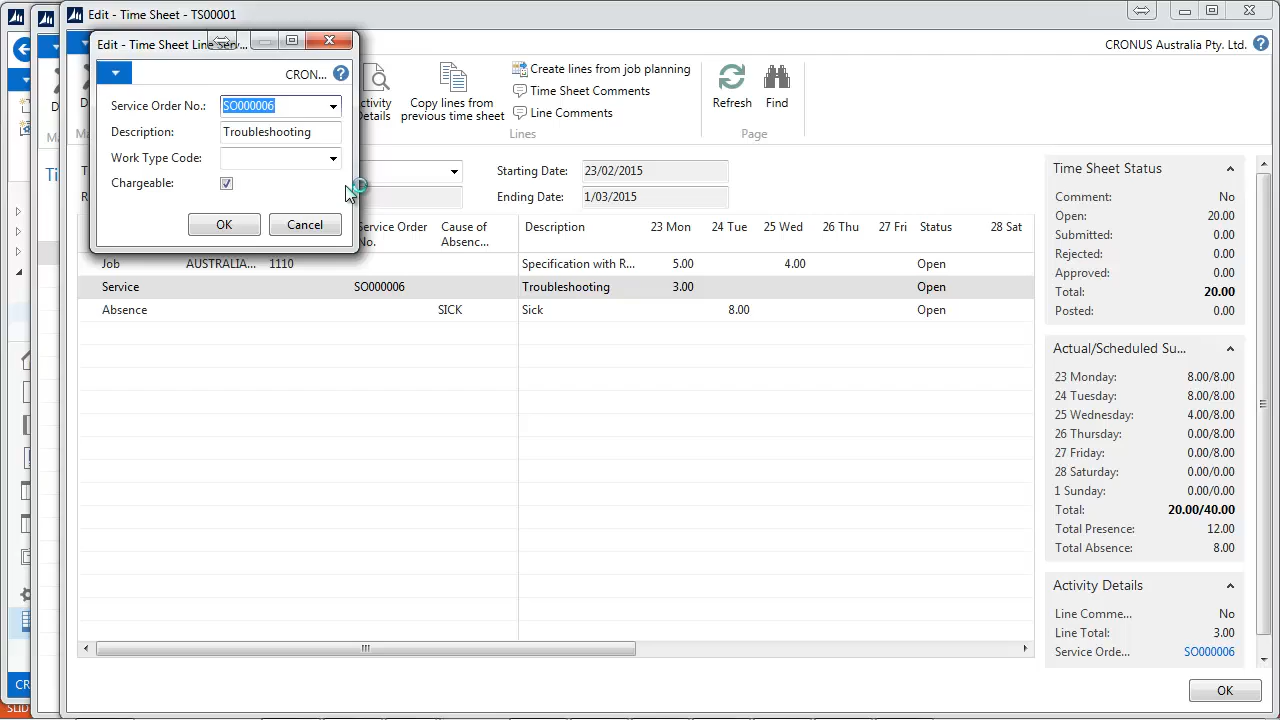 Edit - Time Sheet - TS00001
Edit - Time Sheet Line Serv...
CRONUS Australia Pty. Ltd.
CRON...
Service Order No.: SO000006
Description: Troubleshooting
Work Type Code:
Chargeable:
OK Cancel
Activity Details
Copy lines from previous time sheet
Create lines from job planning
Time Sheet Comments
Line Comments
Lines
Refresh
Find
Page
Starting Date: 23/02/2015
Ending Date: 1/03/2015
Service Order No. Cause of Absenc... Description 23 Mon 24 Tue 25 Wed 26 Thu 27 Fri Status 28 Sat
Job AUSTRALIA... 1110 Specification with R... 5.00 4.00 Open
Service SO000006 Troubleshooting 3.00 Open
Absence SICK Sick 8.00 Open
Time Sheet Status
Comment: No
Open: 20.00
Submitted: 0.00
Rejected: 0.00
Approved: 0.00
Total: 20.00
Posted: 0.00
Actual/Scheduled Su...
23 Monday: 8.00/8.00
24 Tuesday: 8.00/8.00
25 Wednesday: 4.00/8.00
26 Thursday: 0.00/8.00
27 Friday: 0.00/8.00
28 Saturday: 0.00/0.00
1 Sunday: 0.00/0.00
Total: 20.00/40.00
Total Presence: 12.00
Total Absence: 8.00
Activity Details
Line Comme... No
Line Total: 3.00
Service Orde... SO000006
OK